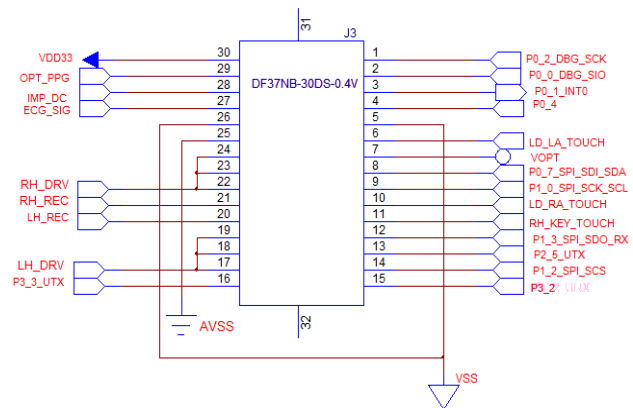 31
J3
DF37NB-30DS-0.4V
VDD33 30 1 P0_2_DBG_SCK
OPT_PPG 29 2 P0_0_DBG_SIO
IMP_DC 28 3 P0_1_INT0
ECG_SIG 27 4 P0_4
26 5
25 6 LD_LA_TOUCH
24 7 VOPT
23 8 P0_7_SPI_SDI_SDA
RH_DRV 22 9 P1_0_SPI_SCK_SCL
RH_REC 21 10 LD_RA_TOUCH
LH_REC 20 11 RH_KEY_TOUCH
19 12 P1_3_SPI_SDO_RX
18 13 P2_5_UTX
LH_DRV 17 14 P1_2_SPI_SCS
P3_3_UTX 16 15 P3_2
32
AVSS
VSS